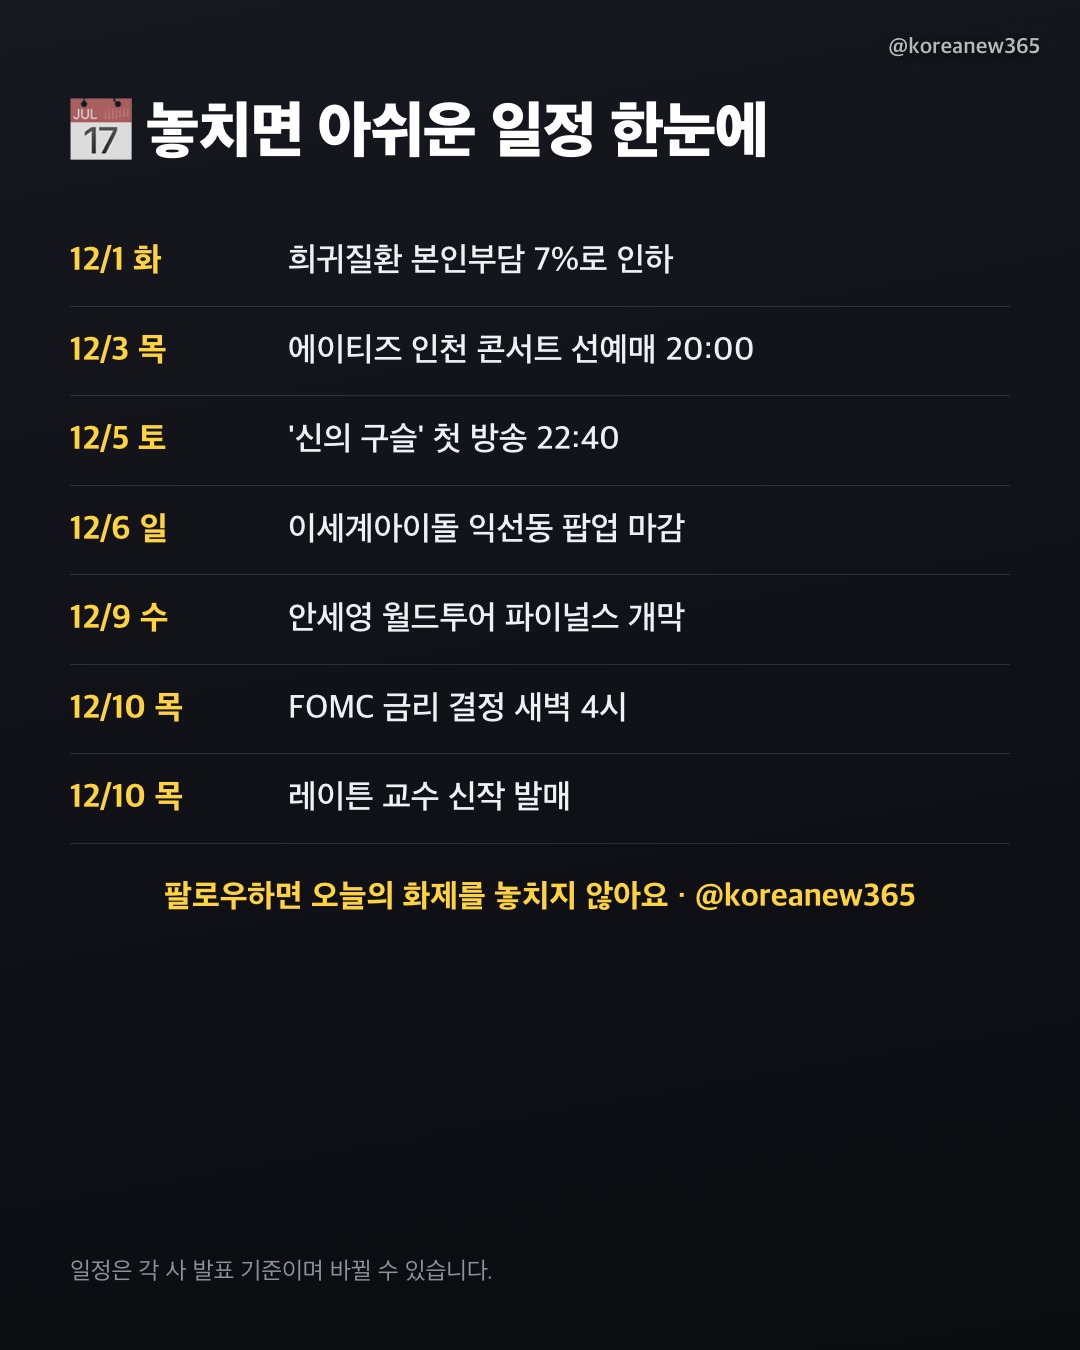 @koreanew365
JUL
17
놓치면 아쉬운 일정 한눈에
12/1 화 희귀질환 본인부담 7%로 인하
12/3 목 에이티즈 인천 콘서트 선예매 20:00
12/5 토 '신의 구슬' 첫 방송 22:40
12/6 일 이세계아이돌 익선동 팝업 마감
12/9 수 안세영 월드투어 파이널스 개막
12/10 목 FOMC 금리 결정 새벽 4시
12/10 목 레이튼 교수 신작 발매
팔로우하면 오늘의 화제를 놓치지 않아요 · @koreanew365
일정은 각 사 발표 기준이며 바뀔 수 있습니다.